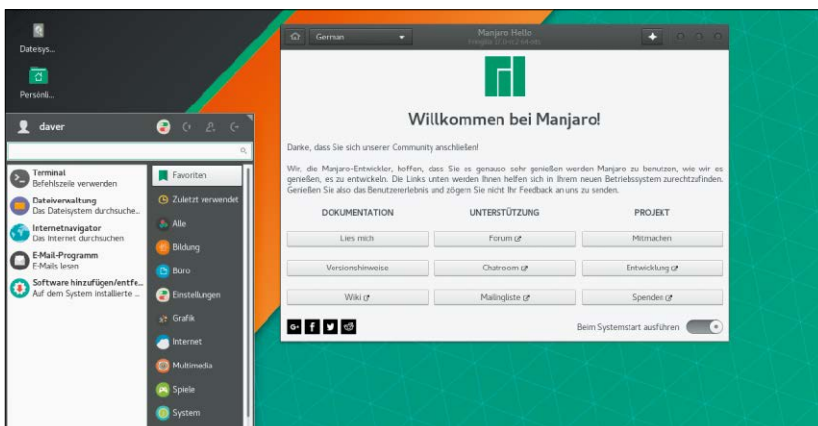 Datesys...
Persönli...
daver
Terminal
Befehlszeile verwenden
Dateiverwaltung
Das Dateisystem durchsuche...
Internetnavigator
Das Internet durchsuchen
E-Mail-Programm
E-Mails lesen
Software hinzufügen/entfe...
Auf dem System installierte ...
Favoriten
Zuletzt verwendet
Alle
Bildung
Büro
Einstellungen
Grafik
Internet
Multimedia
Spiele
System
German
Manjaro Hello
Willkommen bei Manjaro!
Danke, dass Sie sich unserer Community anschließen!
Wir, die Manjaro-Entwickler, hoffen, dass Sie es genauso sehr genießen werden Manjaro zu benutzen, wie wir es
genießen, es zu entwickeln. Die Links unten werden Ihnen helfen sich in Ihrem neuen Betriebssystem zurechtzufinden.
Genießen Sie also das Benutzererlebnis und zögern Sie nicht Ihr Feedback an uns zu senden.
DOKUMENTATION UNTERSTÜTZUNG PROJEKT
Lies mich Forum Mitmachen
Versionshinweise Chatroom Entwicklung
Wiki Mailingliste Spenden
Beim Systemstart ausführen